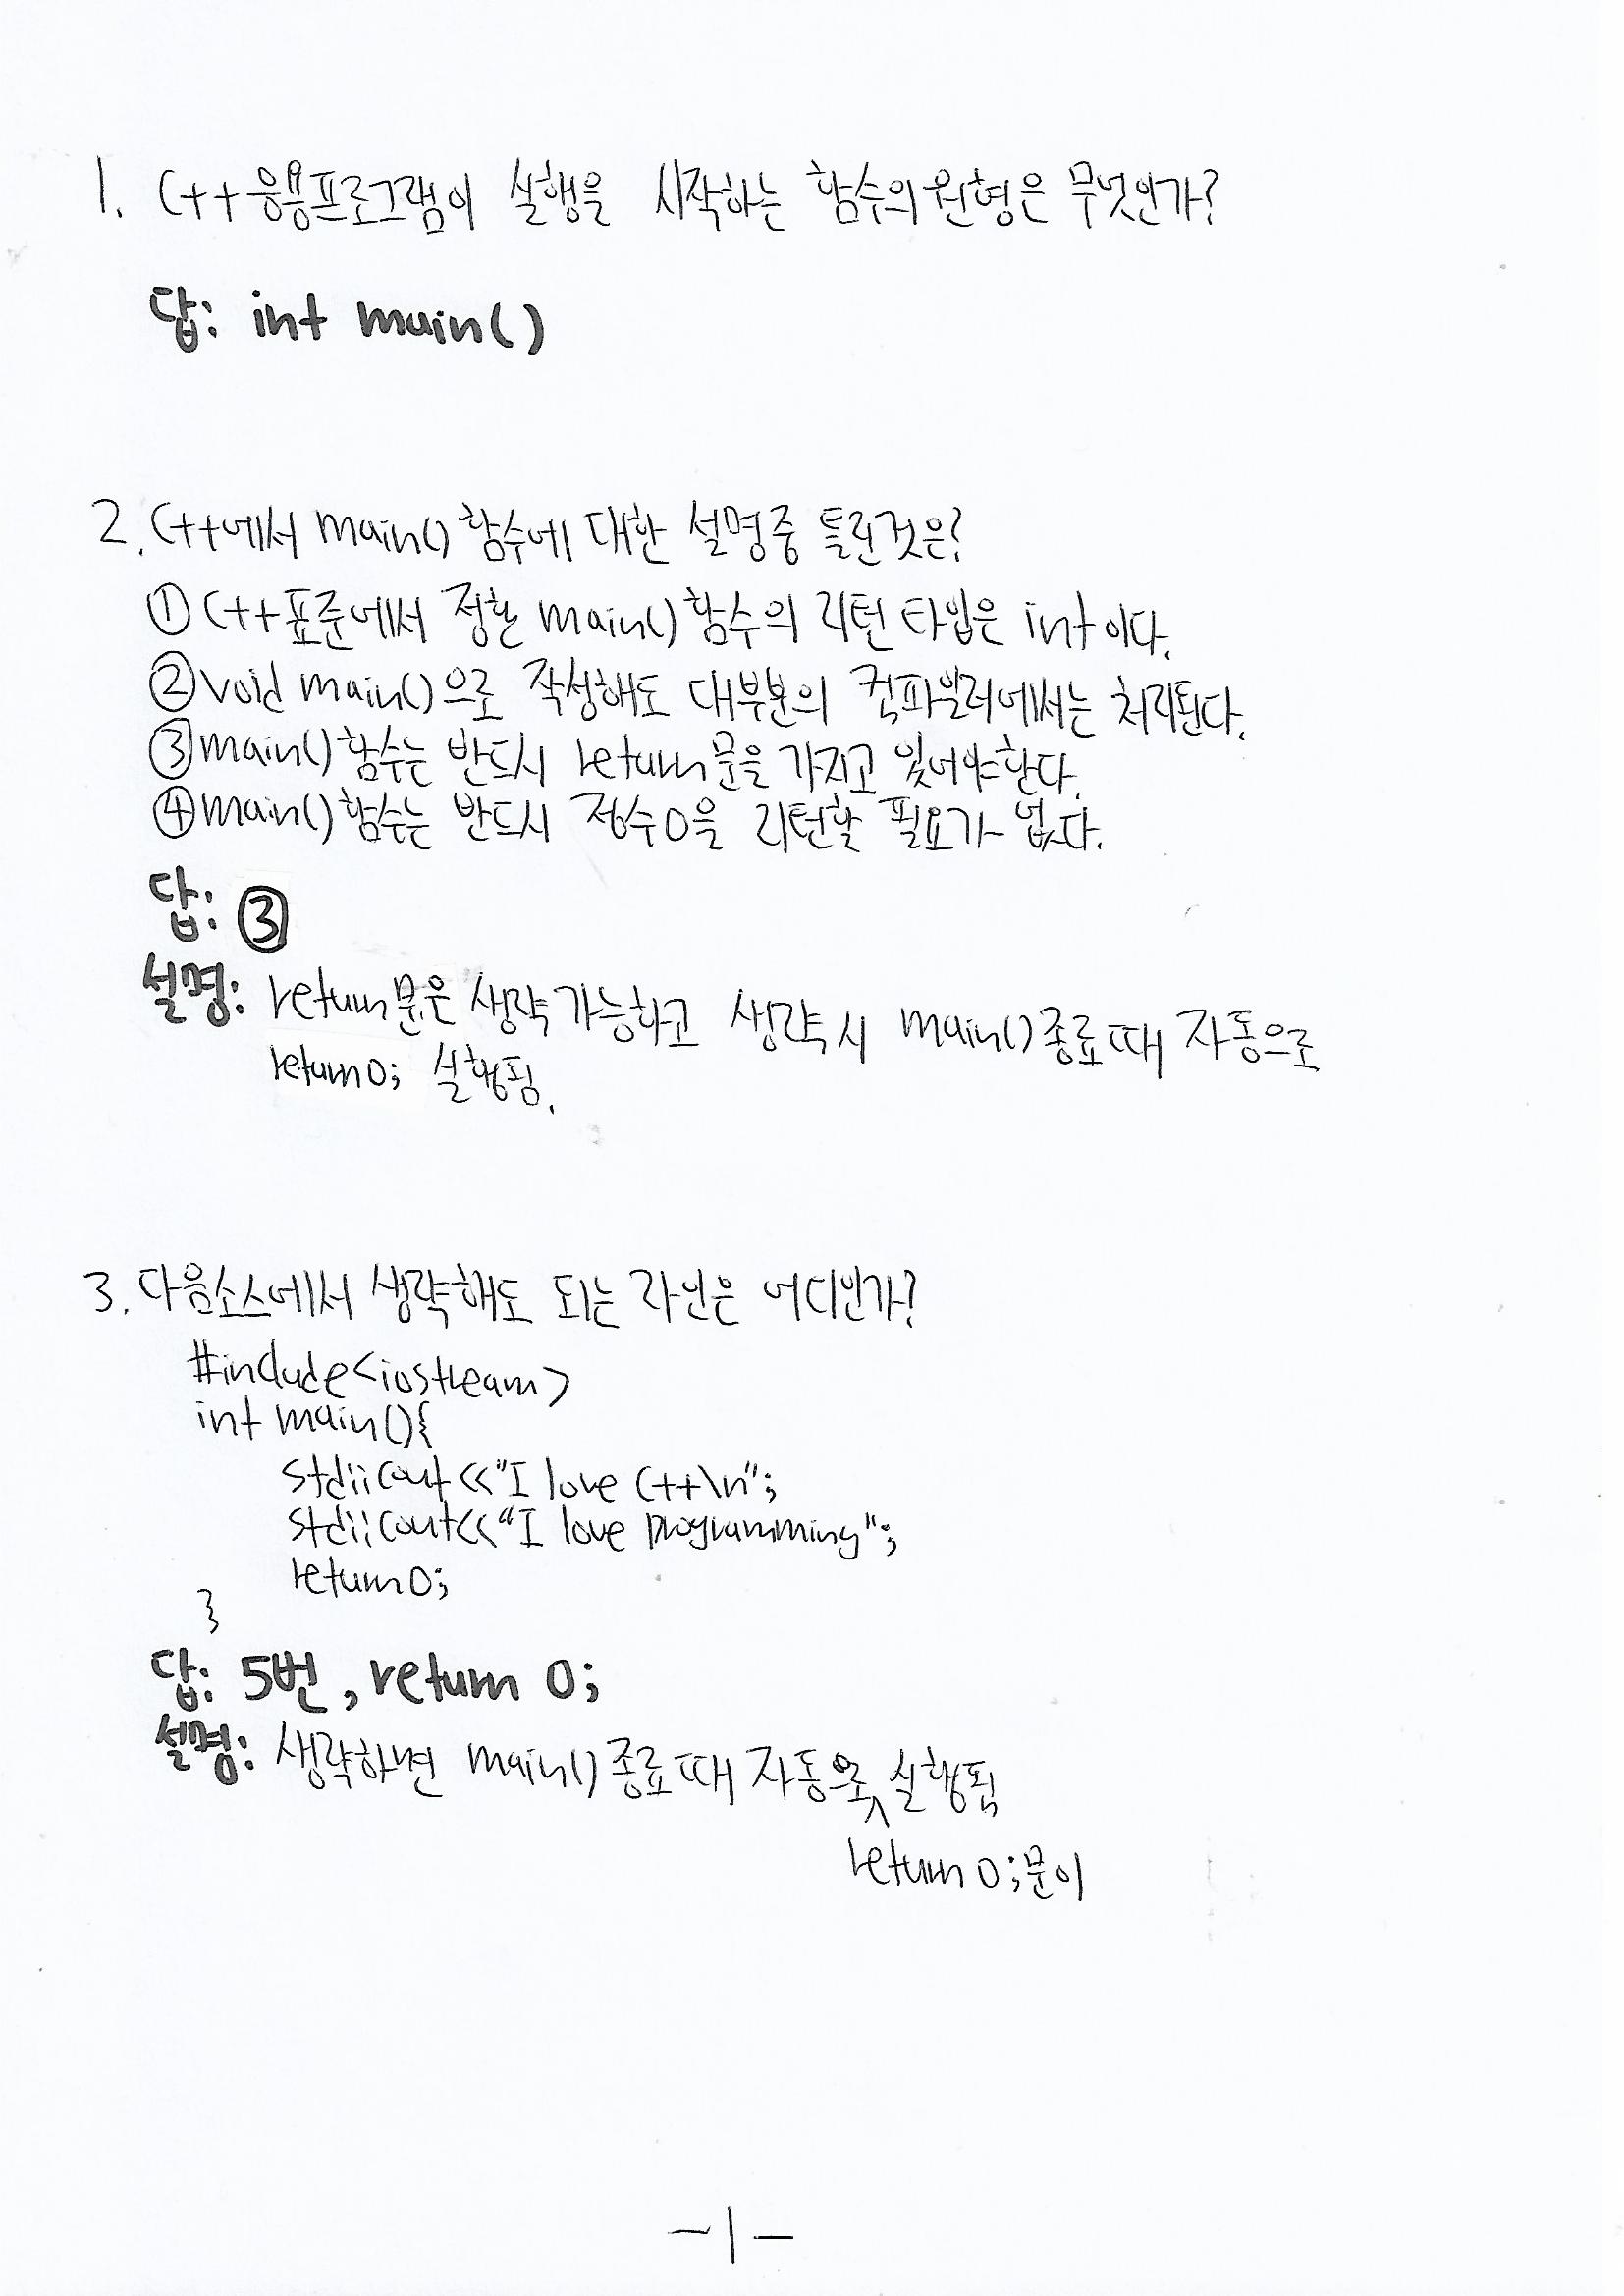 1. C++ 응용프로그램이 실행을 시작하는 함수의 원형은 무엇인가?
답: int main()
2. C++에서 main() 함수에 대한 설명중 틀린것은?
① C++표준에서 정한 main() 함수의 리턴 타입은 int이다.
② void main()으로 작성해도 대부분의 컴파일러에서는 처리된다.
③ main() 함수는 반드시 return문을 가지고 있어야한다.
④ main() 함수는 반드시 정수0을 리턴할 필요가 없다.
답: ③
설명: return문은 생략가능하고 생략시 main()종료때 자동으로
return 0; 실행됨.
3. 다음소스에서 생략해도 되는 라인은 어디인가?
#include<iostream>
int main(){
std::cout<<"I love C++\n";
std::cout<<"I love programming";
return 0;
}
답: 5번, return 0;
설명: 생략하면 main()종료때 자동으로 실행됨
return 0;문이
-1-